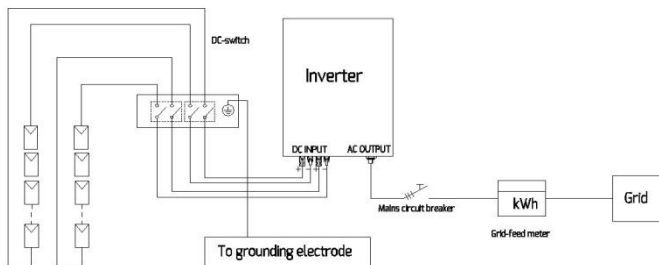 DC-switch
Inverter
DC INPUT
AC OUTPUT
+ - + -
Mains circuit breaker
kWh
Grid
Grid-feed meter
To grounding electrode